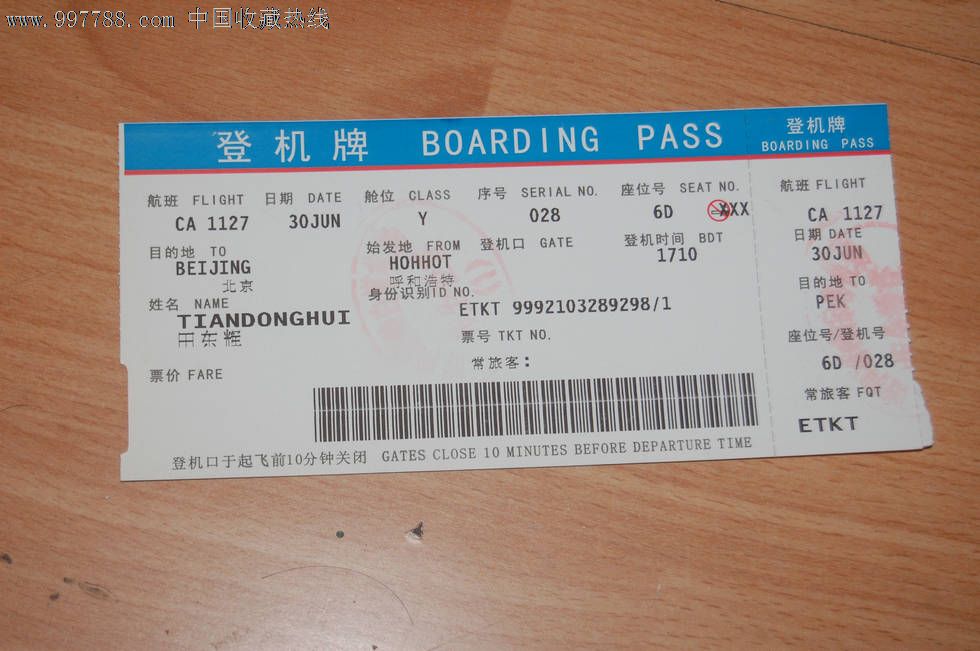 www.997788.com 中国收藏热线
登机牌 BOARDING PASS
登机牌
BOARDING PASS
航班 FLIGHT 日期 DATE 舱位 CLASS 序号 SERIAL NO. 座位号 SEAT NO.
CA 1127 30JUN Y 028 6D XXX
目的地 TO 始发地 FROM 登机口 GATE 登机时间 BDT
BEIJING HOHHOT 1710
北京 呼和浩特
姓名 NAME 身份识别ID NO.
TIANDONGHUI ETKT 9992103289298/1
田东辉 票号 TKT NO.
票价 FARE 常旅客:
登机口于起飞前10分钟关闭 GATES CLOSE 10 MINUTES BEFORE DEPARTURE TIME
航班 FLIGHT
CA 1127
日期 DATE
30JUN
目的地 TO
PEK
座位号/登机号
6D /028
常旅客 FQT
ETKT